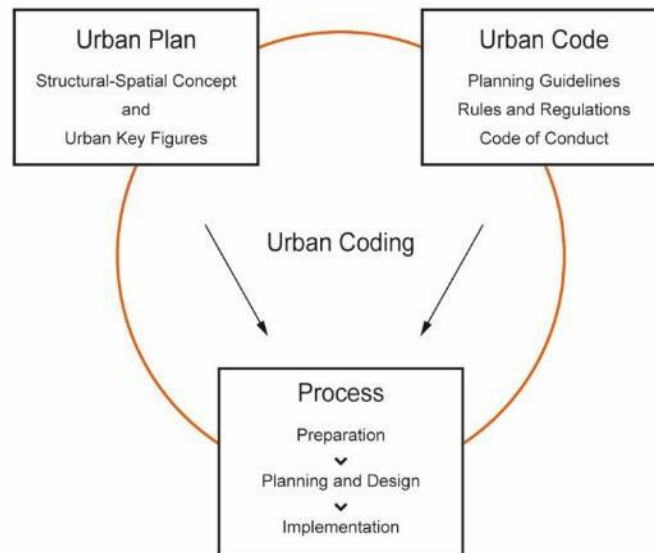 Urban Plan
Structural-Spatial Concept
and
Urban Key Figures
Urban Code
Planning Guidelines
Rules and Regulations
Code of Conduct
Urban Coding
Process
Preparation
Planning and Design
Implementation